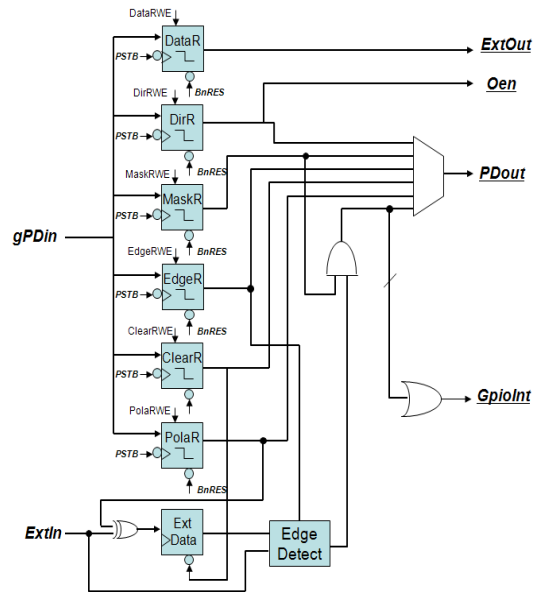 DataRWE
DataR
PSTB
BnRES
ExtOut
Oen
DirRWE
DirR
PSTB
BnRES
MaskRWE
MaskR
PSTB
BnRES
PDout
gPDin
EdgeRWE
EdgeR
PSTB
BnRES
ClearRWE
ClearR
PSTB
BnRES
GpioInt
PolaRWE
PolaR
PSTB
BnRES
ExtIn
Ext
Data
Edge
Detect